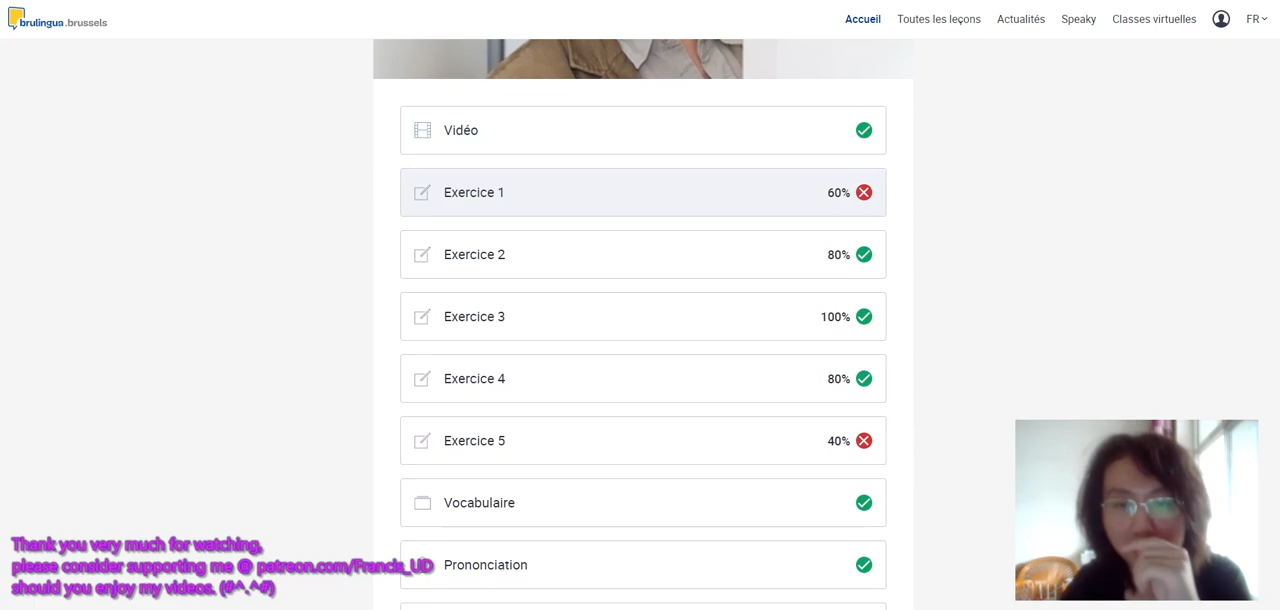 brulingua.brussels
Accueil
Toutes les leçons
Actualités
Speaky
Classes virtuelles
FR
Vidéo
Exercice 1
60%
Exercice 2
80%
Exercice 3
100%
Exercice 4
80%
Exercice 5
40%
Vocabulaire
Prononciation
Thank you very much for watching,
please consider supporting me @ patreon.com/Francis_UD
should you enjoy my videos. (#^.^#)